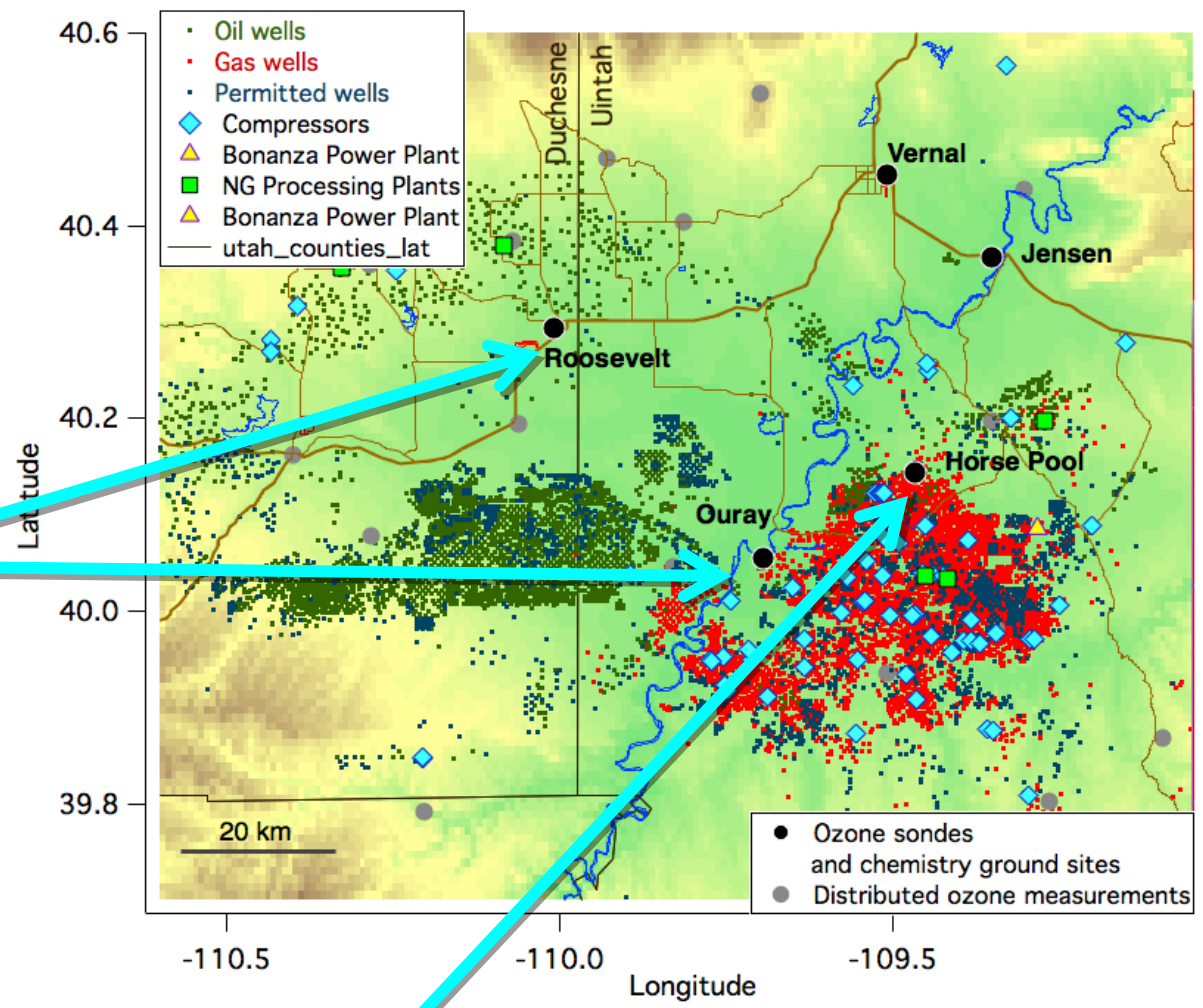 Oil wells
Gas wells
Permitted wells
Compressors
Bonanza Power Plant
NG Processing Plants
Bonanza Power Plant
utah_counties_lat
Duchesne
Uintah
Vernal
Jensen
Roosevelt
Horse Pool
Ouray
20 km
Ozone sondes
and chemistry ground sites
Distributed ozone measurements
40.6
40.4
40.2
40.0
39.8
Latitude
-110.5
-110.0
-109.5
Longitude